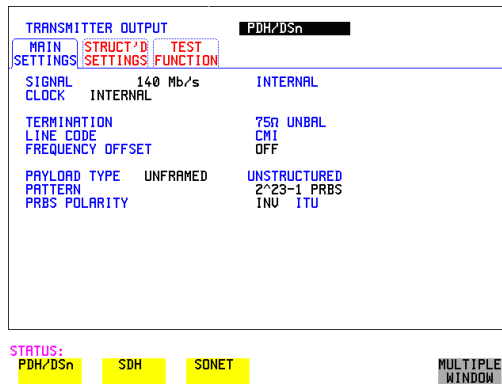 TRANSMITTER OUTPUT PDH/DSn
MAIN SETTINGS STRUCT'D SETTINGS TEST FUNCTION
SIGNAL 140 Mb/s INTERNAL
CLOCK INTERNAL
TERMINATION 75Ω UNBAL
LINE CODE CMI
FREQUENCY OFFSET OFF
PAYLOAD TYPE UNFRAMED UNSTRUCTURED
PATTERN 2^23-1 PRBS
PRBS POLARITY INV ITU
STATUS:
PDH/DSn SDH SONET MULTIPLE WINDOW